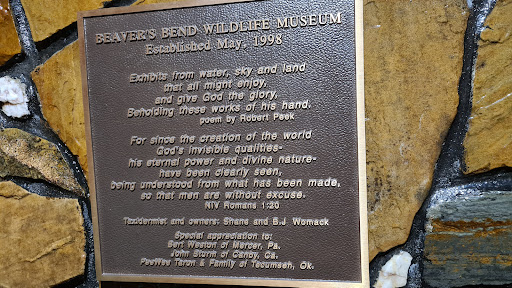 BEAVER'S BEND WILDLIFE MUSEUM
Established May, 1998
Exhibits from water, sky and land
that all might enjoy,
and give God the glory,
Beholding these works of his hand.
poem by Robert Peek
For since the creation of the world
God's invisible qualities-
his eternal power and divine nature-
have been clearly seen,
being understood from what has been made,
so that men are without excuse.
NIV Romans 1:20
Taxidermist and owners: Shane and B.J Womack
Special appreciation to:
Bert Weston of Mercer, Pa.
John Sturm of Canby, Ca.
PeeWee Taron & Family of Tecumseh, Ok.